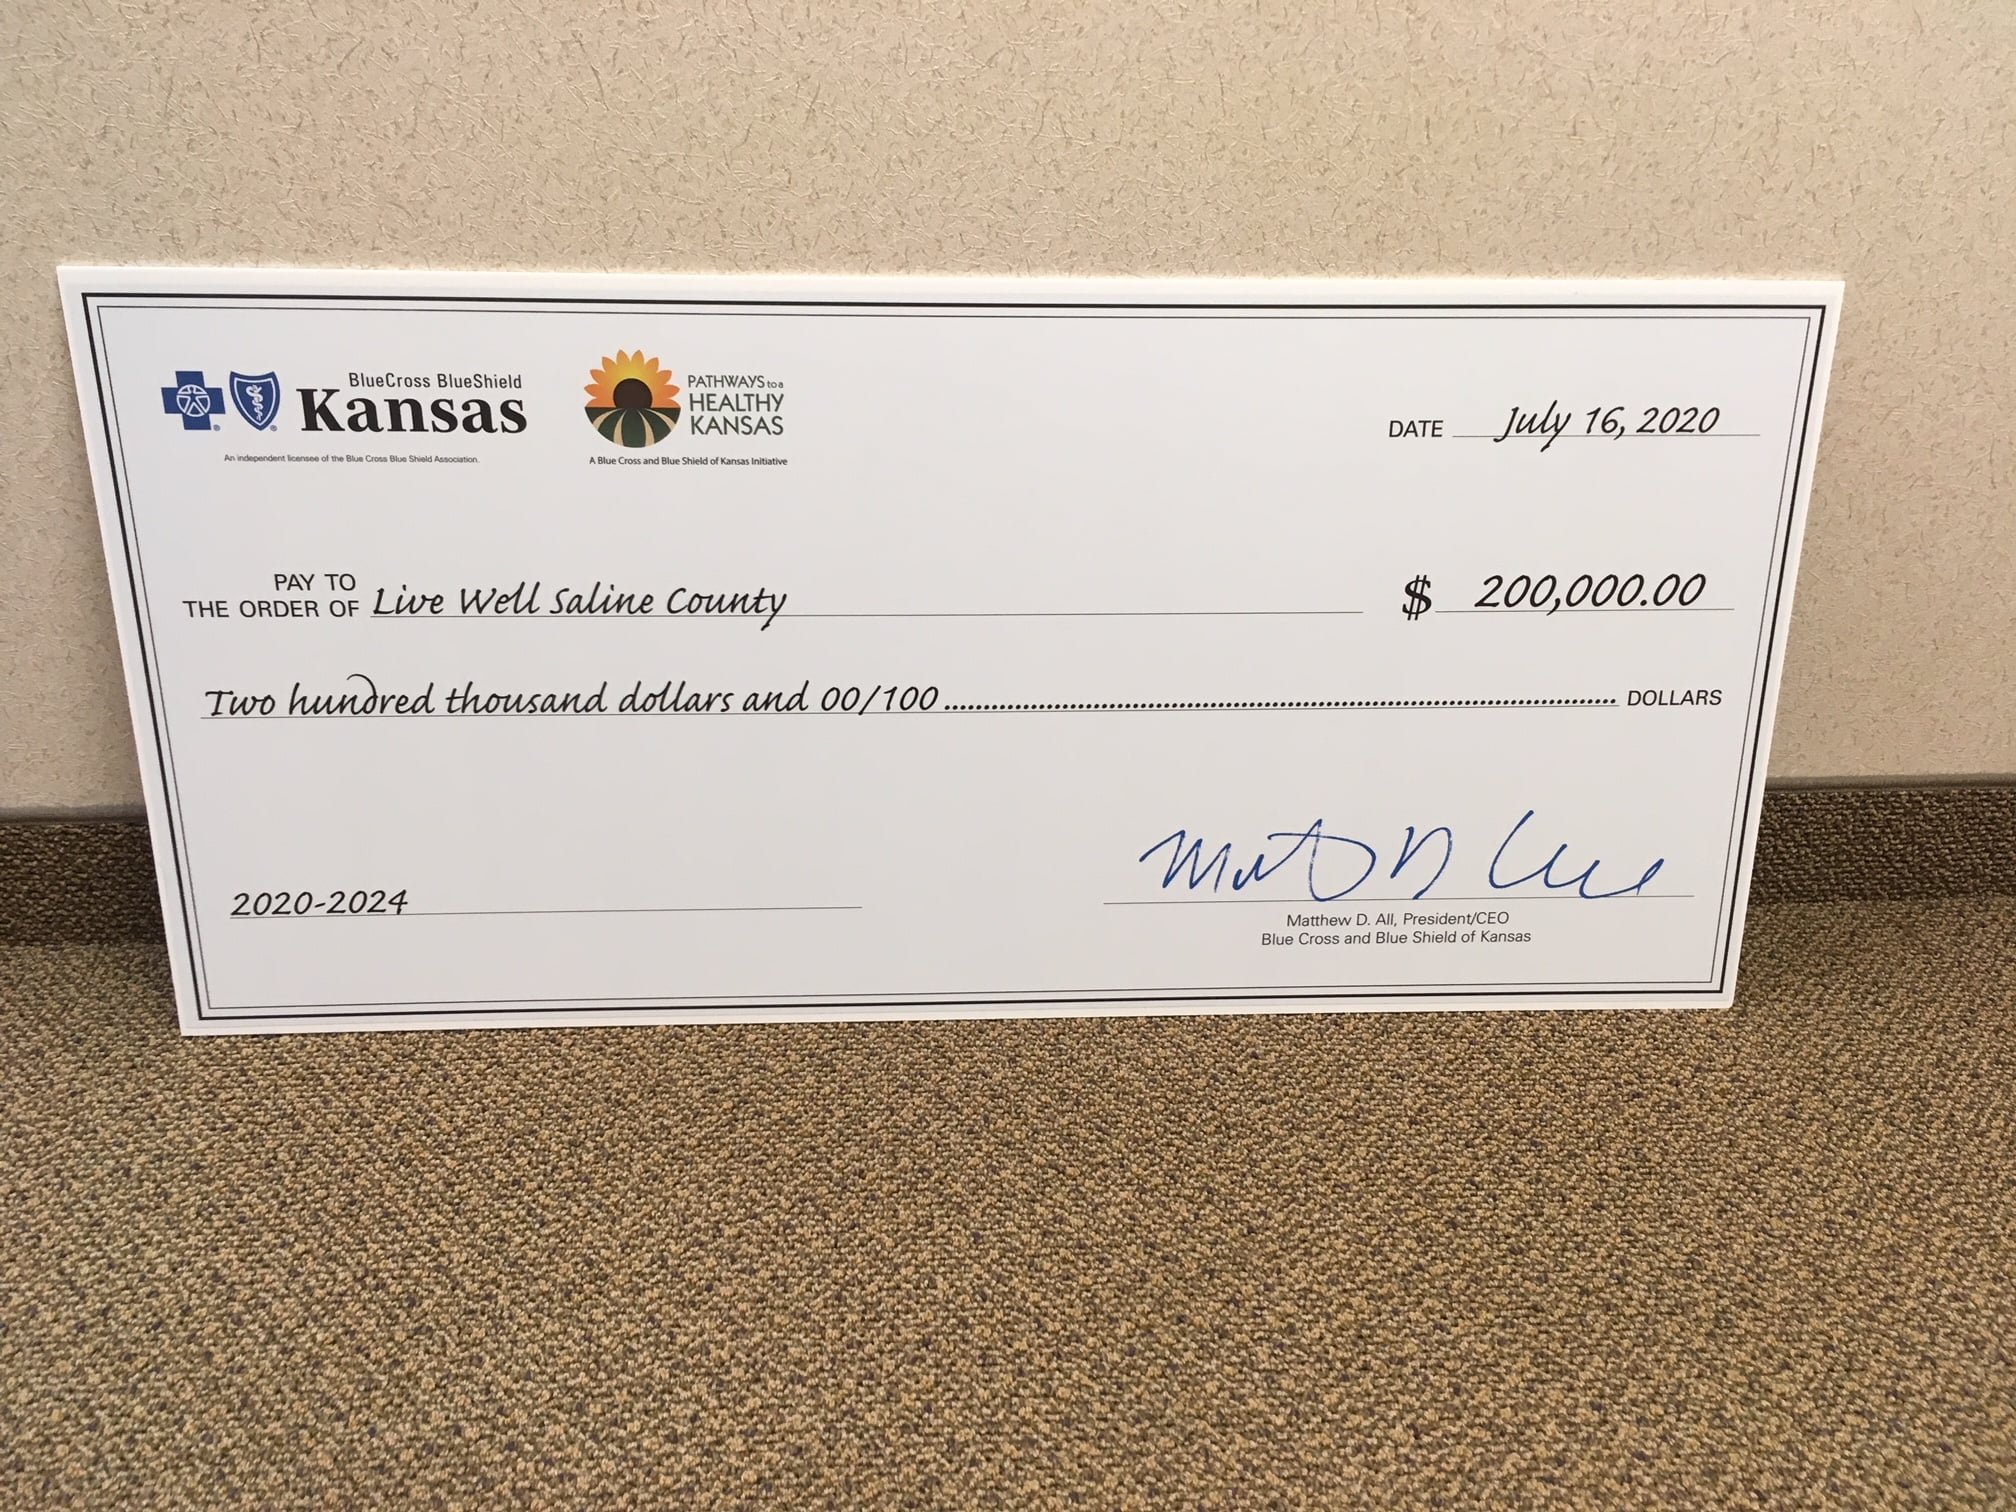 BlueCross BlueShield
Kansas
An independent licensee of the Blue Cross Blue Shield Association.
PATHWAYS to a
HEALTHY
KANSAS
A Blue Cross and Blue Shield of Kansas Initiative
DATE July 16, 2020
PAY TO
THE ORDER OF Live Well Saline County $ 200,000.00
Two hundred thousand dollars and 00/100 ........................ DOLLARS
2020-2024
Matthew D. All, President/CEO
Blue Cross and Blue Shield of Kansas